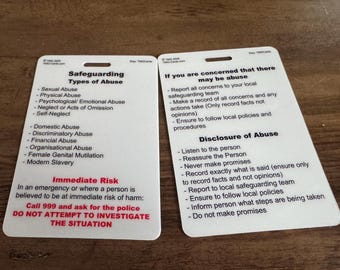 Safeguarding
Types of Abuse
- Sexual Abuse
- Physical Abuse
- Psychological/ Emotional Abuse
- Neglect or Acts of Omission
- Self-Neglect
- Domestic Abuse
- Discriminatory Abuse
- Financial Abuse
- Organisational Abuse
- Female Genital Mutilation
- Modern Slavery
Immediate Risk
In an emergency or where a person is
believed to be at immediate risk of harm:
Call 999 and ask for the police
DO NOT ATTEMPT TO INVESTIGATE
THE SITUATION
If you are concerned that there
may be abuse
- Report all concerns to your local
safeguarding team
- Make a record of all concerns and any
actions take (Only record facts not
opinions)
- Ensure to follow local policies and
procedures
Disclosure of Abuse
- Listen to the person
- Reassure the Person
- Never make promises
- Record exactly what is said (ensure only
to record facts and not opinions)
- Report to local safeguarding team
- Ensure to follow local policies
- Inform person what steps are being taken
- Do not make promises